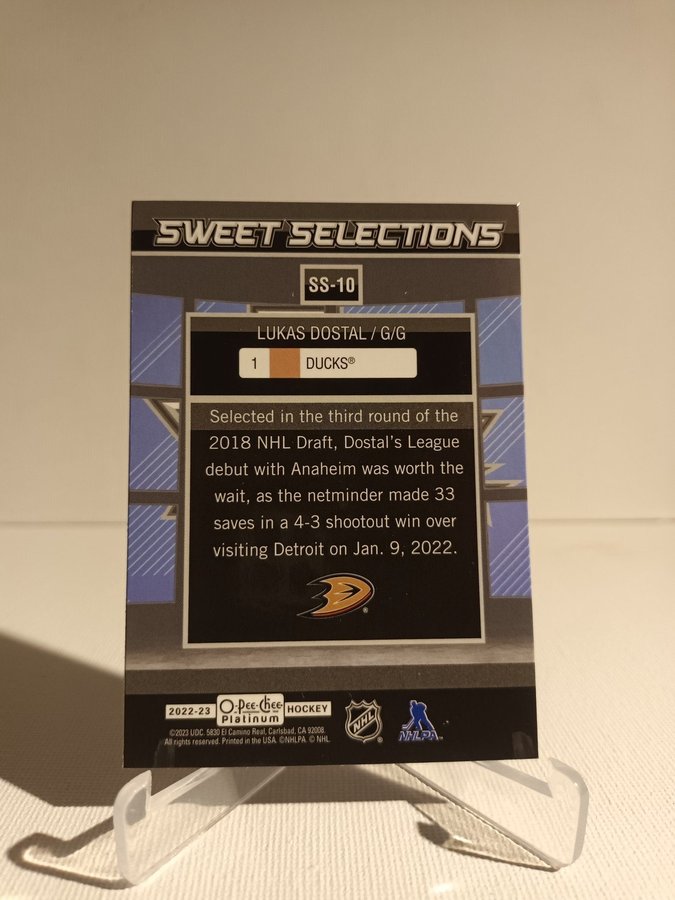 SWEET SELECTIONS
SS-10
LUKAS DOSTAL / G/G
1 DUCKS®
Selected in the third round of the
2018 NHL Draft, Dostal's League
debut with Anaheim was worth the
wait, as the netminder made 33
saves in a 4-3 shootout win over
visiting Detroit on Jan. 9, 2022.
2022-23 O-Pee-Chee Platinum HOCKEY
©2023 UDC. 5830 El Camino Real, Carlsbad, CA 92008.
All rights reserved. Printed in the USA. ©NHLPA. © NHL.
NHL
NHLPA